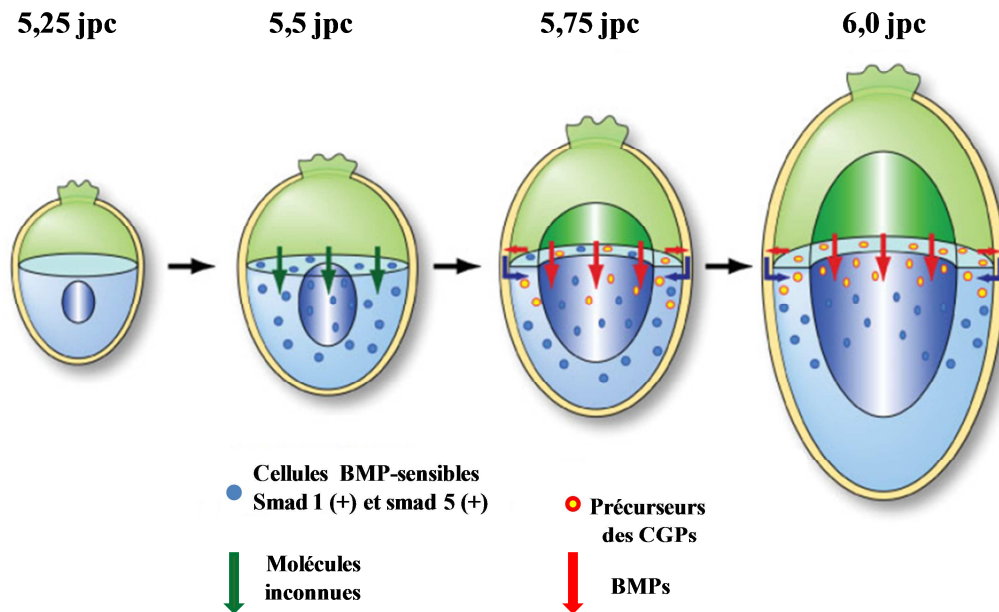 5,25 jpc
5,5 jpc
5,75 jpc
6,0 jpc
Cellules BMP-sensibles
Smad 1 (+) et smad 5 (+)
Précurseurs
des CGPs
Molécules
inconnues
BMPs